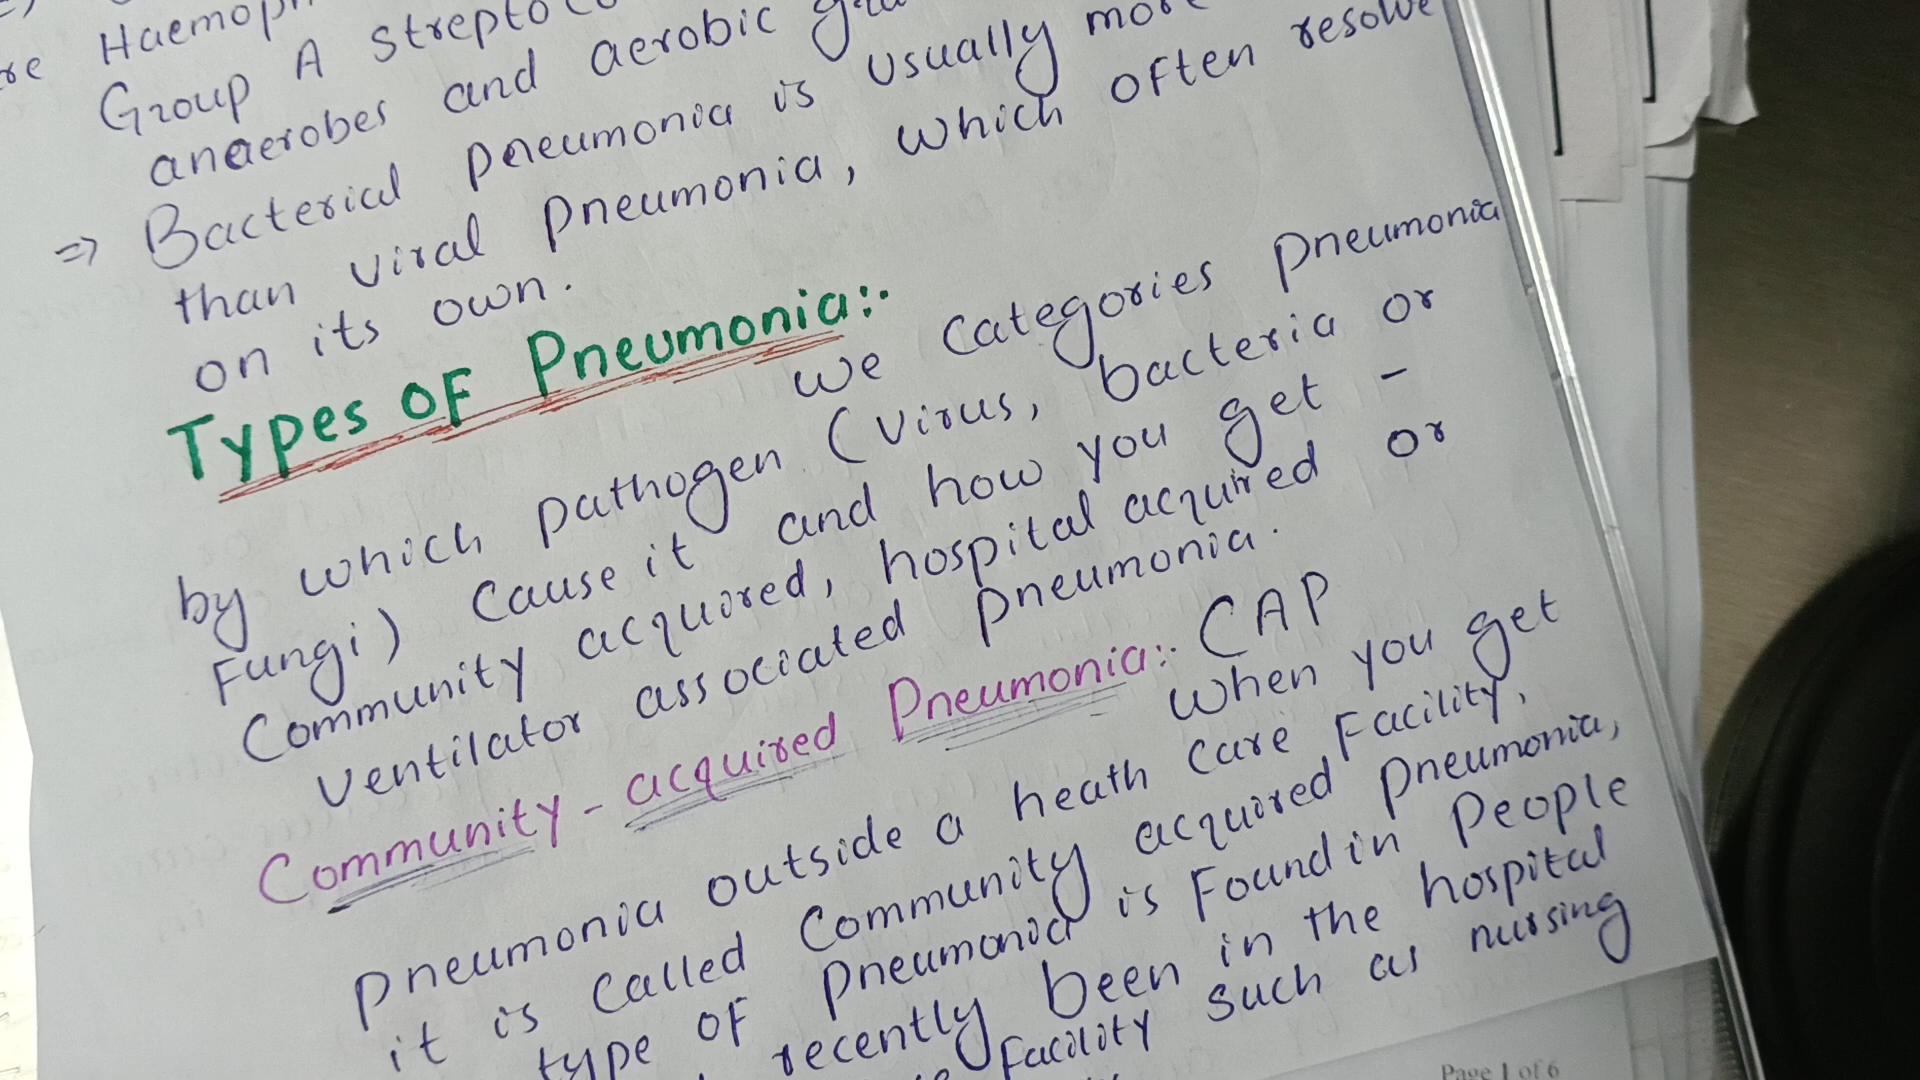 Group A
anaerobes and aerobic
⇒ Bacterial pneumonia is usually
than viral pneumonia, which often resolve
on its own.
Types of Pneumonia:-
we categories pneumonia
by which pathogen (Virus, bacteria or
Fungi) cause it and how you get -
Community acquired, hospital acquired or
Ventilator associated pneumonia.
Community - acquired Pneumonia:- CAP
when you get
pneumonia outside a heath care facility,
it is called community acquired pneumonia,
type of pneumonia is found in people
recently been in the hospital
facility such as nursing
Page 1 of 6